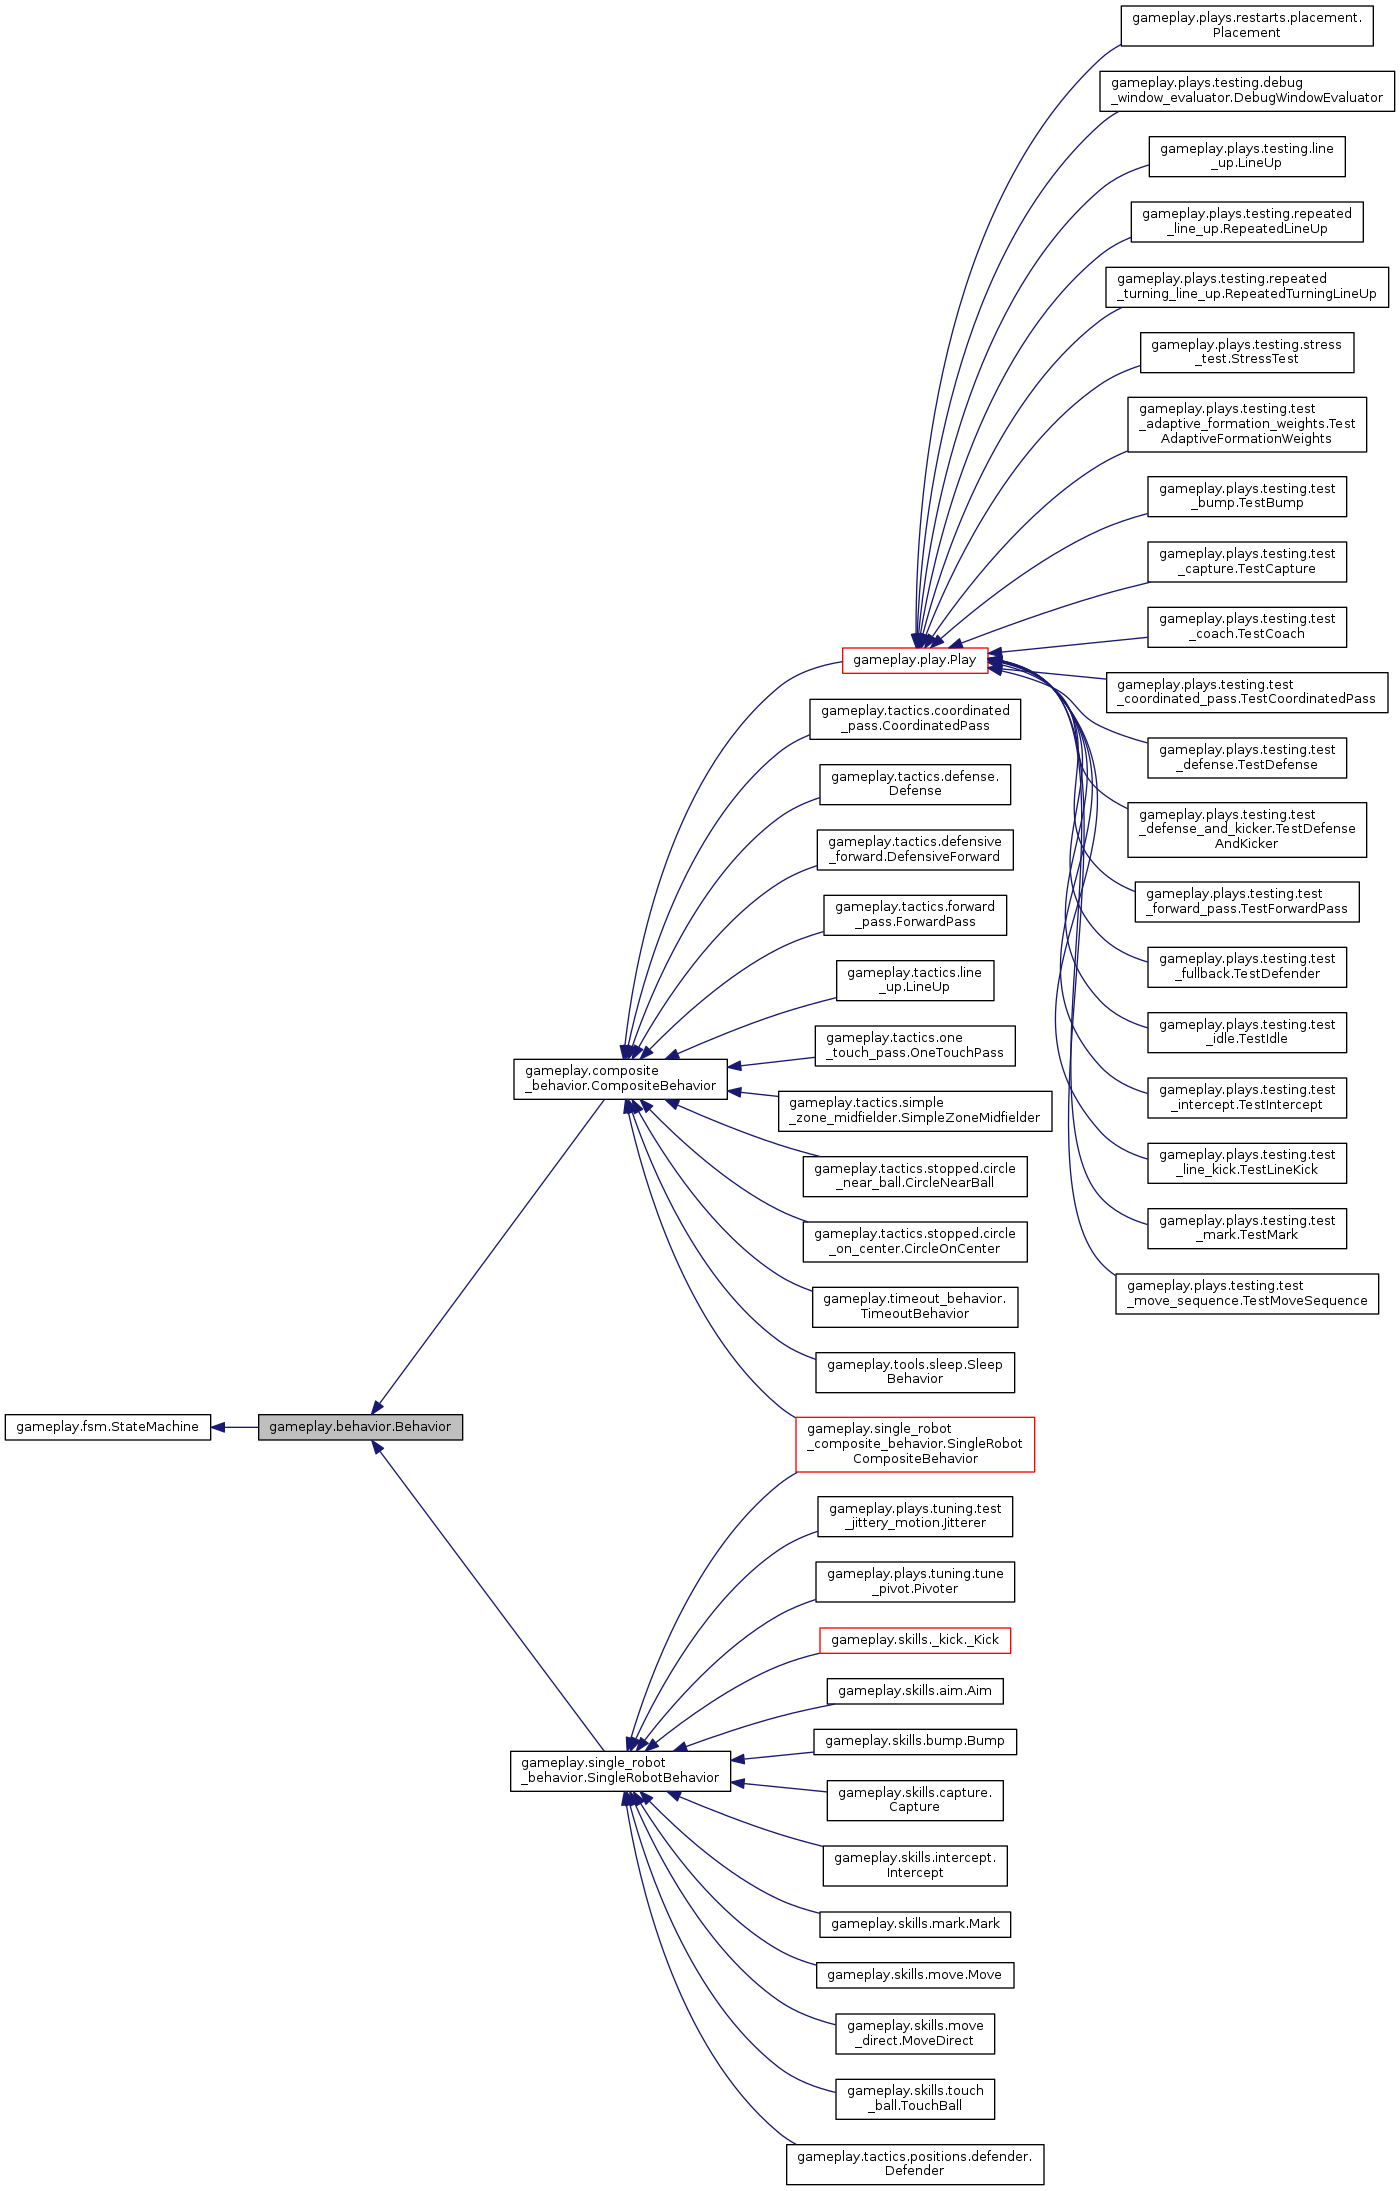 gameplay.plays.restarts.placement.
Placement
gameplay.plays.testing.debug
_window_evaluator.DebugWindowEvaluator
gameplay.plays.testing.line
_up.LineUp
gameplay.plays.testing.repeated
_line_up.RepeatedLineUp
gameplay.plays.testing.repeated
_turning_line_up.RepeatedTurningLineUp
gameplay.plays.testing.stress
_test.StressTest
gameplay.plays.testing.test
_adaptive_formation_weights.Test
AdaptiveFormationWeights
gameplay.plays.testing.test
_bump.TestBump
gameplay.plays.testing.test
_capture.TestCapture
gameplay.plays.testing.test
_coach.TestCoach
gameplay.play.Play
gameplay.plays.testing.test
_coordinated_pass.TestCoordinatedPass
gameplay.tactics.coordinated
_pass.CoordinatedPass
gameplay.plays.testing.test
_defense.TestDefense
gameplay.tactics.defense.
Defense
gameplay.plays.testing.test
_defense_and_kicker.TestDefense
AndKicker
gameplay.tactics.defensive
_forward.DefensiveForward
gameplay.plays.testing.test
_forward_pass.TestForwardPass
gameplay.tactics.forward
_pass.ForwardPass
gameplay.plays.testing.test
_fullback.TestDefender
gameplay.tactics.line
_up.LineUp
gameplay.plays.testing.test
_idle.TestIdle
gameplay.tactics.one
_touch_pass.OneTouchPass
gameplay.composite
_behavior.CompositeBehavior
gameplay.plays.testing.test
_intercept.TestIntercept
gameplay.tactics.simple
_zone_midfielder.SimpleZoneMidfielder
gameplay.plays.testing.test
_line_kick.TestLineKick
gameplay.tactics.stopped.circle
_near_ball.CircleNearBall
gameplay.plays.testing.test
_mark.TestMark
gameplay.tactics.stopped.circle
_on_center.CircleOnCenter
gameplay.plays.testing.test
_move_sequence.TestMoveSequence
gameplay.timeout_behavior.
TimeoutBehavior
gameplay.tools.sleep.Sleep
Behavior
gameplay.fsm.StateMachine
gameplay.behavior.Behavior
gameplay.single_robot
_composite_behavior.SingleRobot
CompositeBehavior
gameplay.plays.tuning.test
_jittery_motion.Jitterer
gameplay.plays.tuning.tune
_pivot.Pivoter
gameplay.skills._kick._Kick
gameplay.skills.aim.Aim
gameplay.skills.bump.Bump
gameplay.single_robot
_behavior.SingleRobotBehavior
gameplay.skills.capture.
Capture
gameplay.skills.intercept.
Intercept
gameplay.skills.mark.Mark
gameplay.skills.move.Move
gameplay.skills.move
_direct.MoveDirect
gameplay.skills.touch
_ball.TouchBall
gameplay.tactics.positions.defender.
Defender